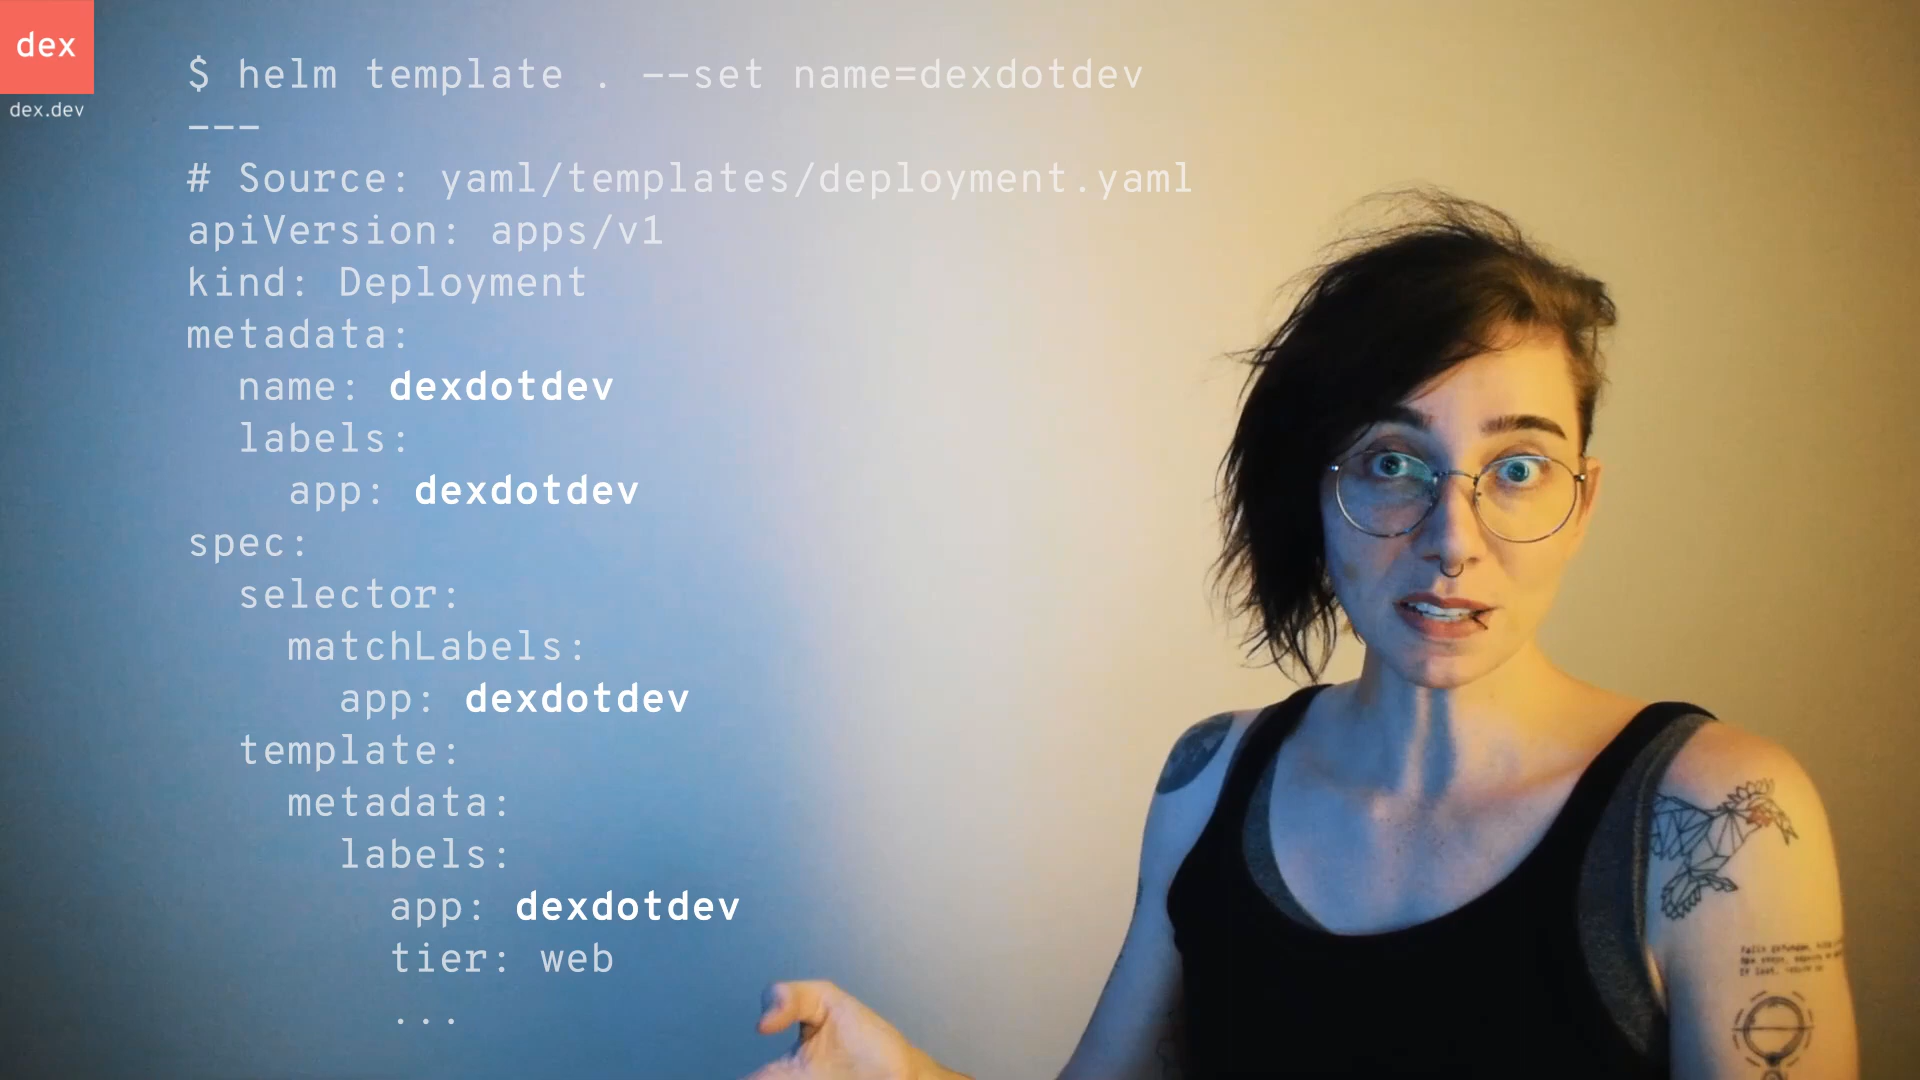 dex
dex.dev
$ helm template . --set name=dexdotdev
---
# Source: yaml/templates/deployment.yaml
apiVersion: apps/v1
kind: Deployment
metadata:
  name: dexdotdev
  labels:
    app: dexdotdev
spec:
  selector:
    matchLabels:
      app: dexdotdev
  template:
    metadata:
      labels:
        app: dexdotdev
        tier: web
        ...